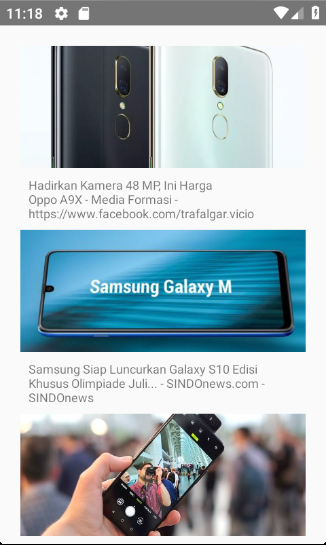 11:18
Hadirkan Kamera 48 MP, Ini Harga
Oppo A9X - Media Formasi -
https://www.facebook.com/trafalgar.vicio
Samsung Galaxy M
Samsung Siap Luncurkan Galaxy S10 Edisi
Khusus Olimpiade Juli... - SINDOnews.com -
SINDOnews